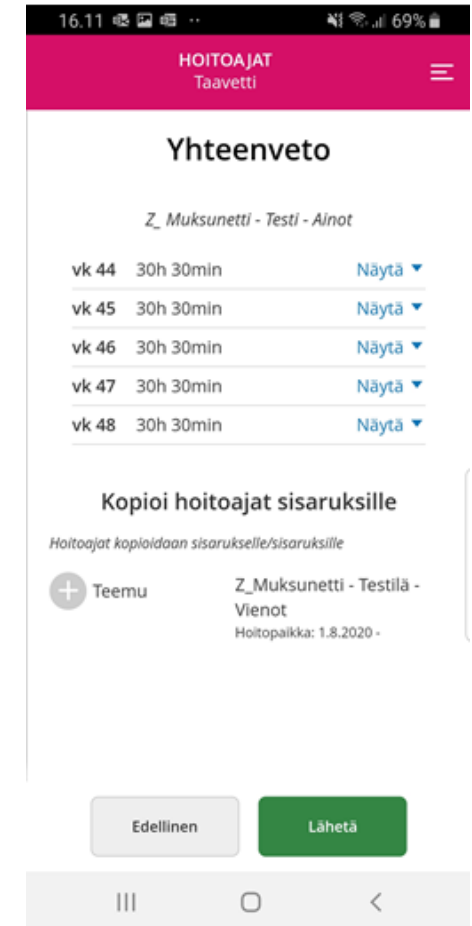 16.11 69%
HOITOAJAT
Taavetti
Yhteenveto
Z_ Muksunetti - Testi - Ainot
vk 44 30h 30min Näytä
vk 45 30h 30min Näytä
vk 46 30h 30min Näytä
vk 47 30h 30min Näytä
vk 48 30h 30min Näytä
Kopioi hoitoajat sisaruksille
Hoitoajat kopioidaan sisarukselle/sisaruksille
Teemu Z_Muksunetti - Testilä -
Vienot
Hoitopaikka: 1.8.2020 -
Edellinen Lähetä